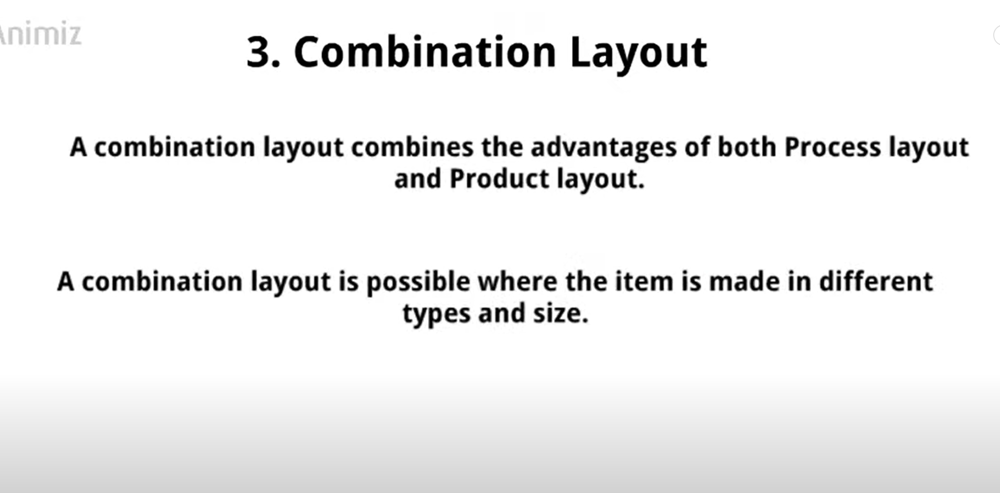 Animiz
3. Combination Layout
A combination layout combines the advantages of both Process layout
and Product layout.
A combination layout is possible where the item is made in different
types and size.